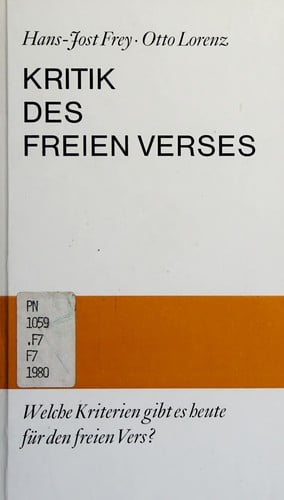 Hans-Jost Frey · Otto Lorenz
KRITIK
DES
FREIEN VERSES
PN
1059
.F7
F7
1980
Welche Kriterien gibt es heute
für den freien Vers?